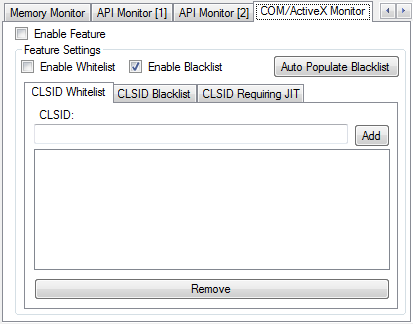 Memory Monitor API Monitor [1] API Monitor [2] COM/ActiveX Monitor
Enable Feature
Feature Settings
Enable Whitelist Enable Blacklist Auto Populate Blacklist
CLSID Whitelist CLSID Blacklist CLSID Requiring JIT
CLSID:
Add
Remove